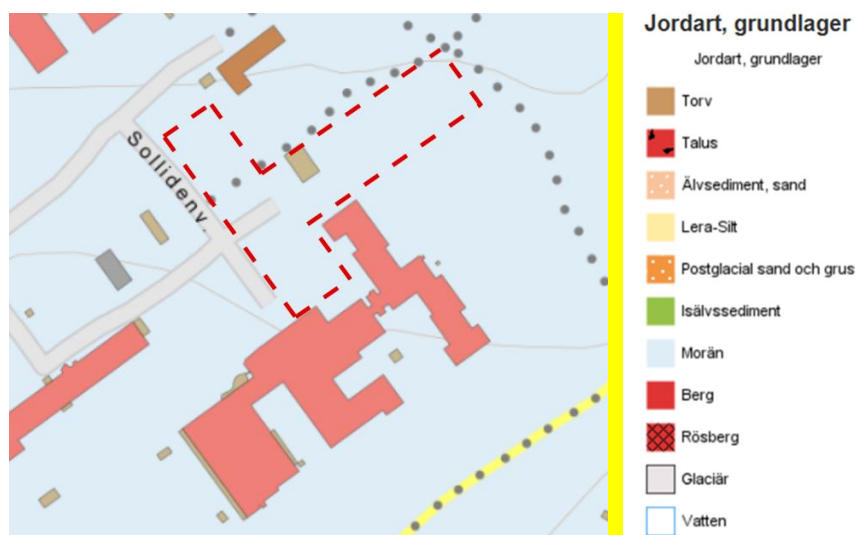 Sollidenv.
Jordart, grundlager
Jordart, grundlager
Torv
Talus
Älvsediment, sand
Lera-Silt
Postglacial sand och grus
Isälvssediment
Morän
Berg
Rösberg
Glaciär
Vatten